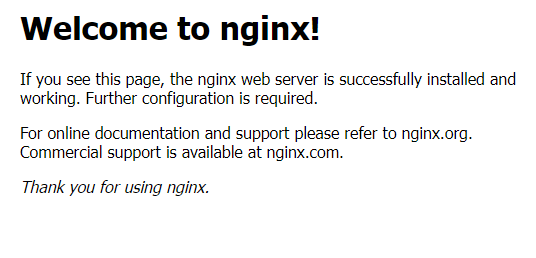 Welcome to nginx!
If you see this page, the nginx web server is successfully installed and
working. Further configuration is required.
For online documentation and support please refer to nginx.org.
Commercial support is available at nginx.com.
Thank you for using nginx.